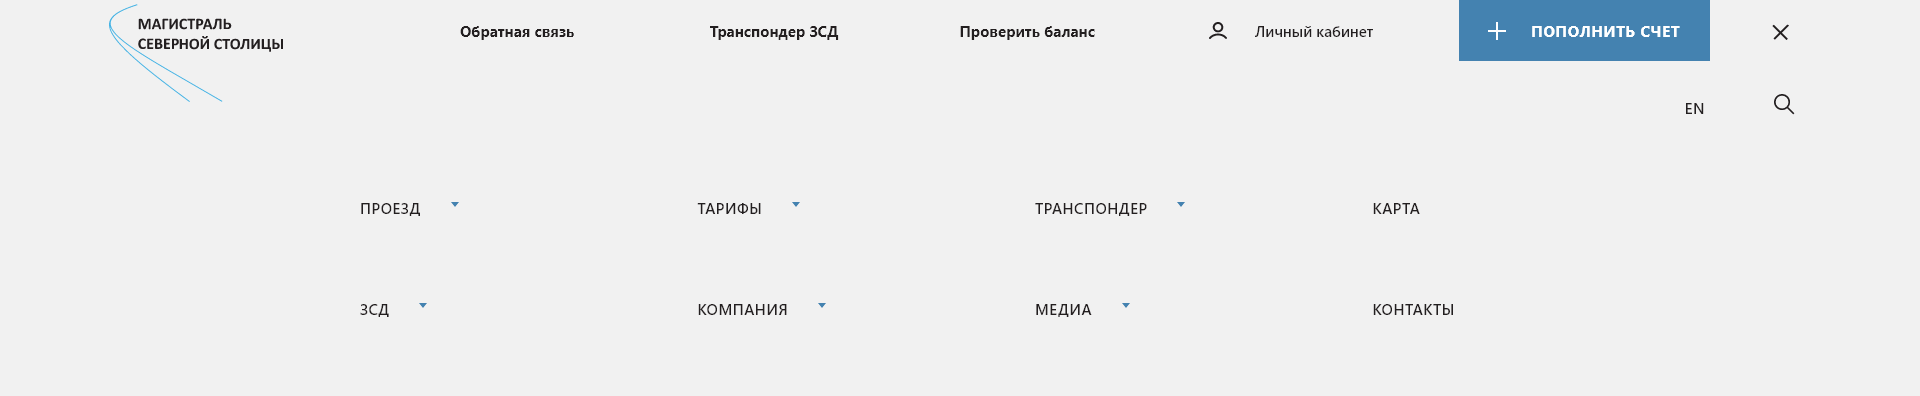 МАГИСТРАЛЬ
СЕВЕРНОЙ СТОЛИЦЫ
Обратная связь
Транспондер ЗСД
Проверить баланс
Личный кабинет
ПОПОЛНИТЬ СЧЕТ
EN
ПРОЕЗД
ТАРИФЫ
ТРАНСПОНДЕР
КАРТА
ЗСД
КОМПАНИЯ
МЕДИА
КОНТАКТЫ